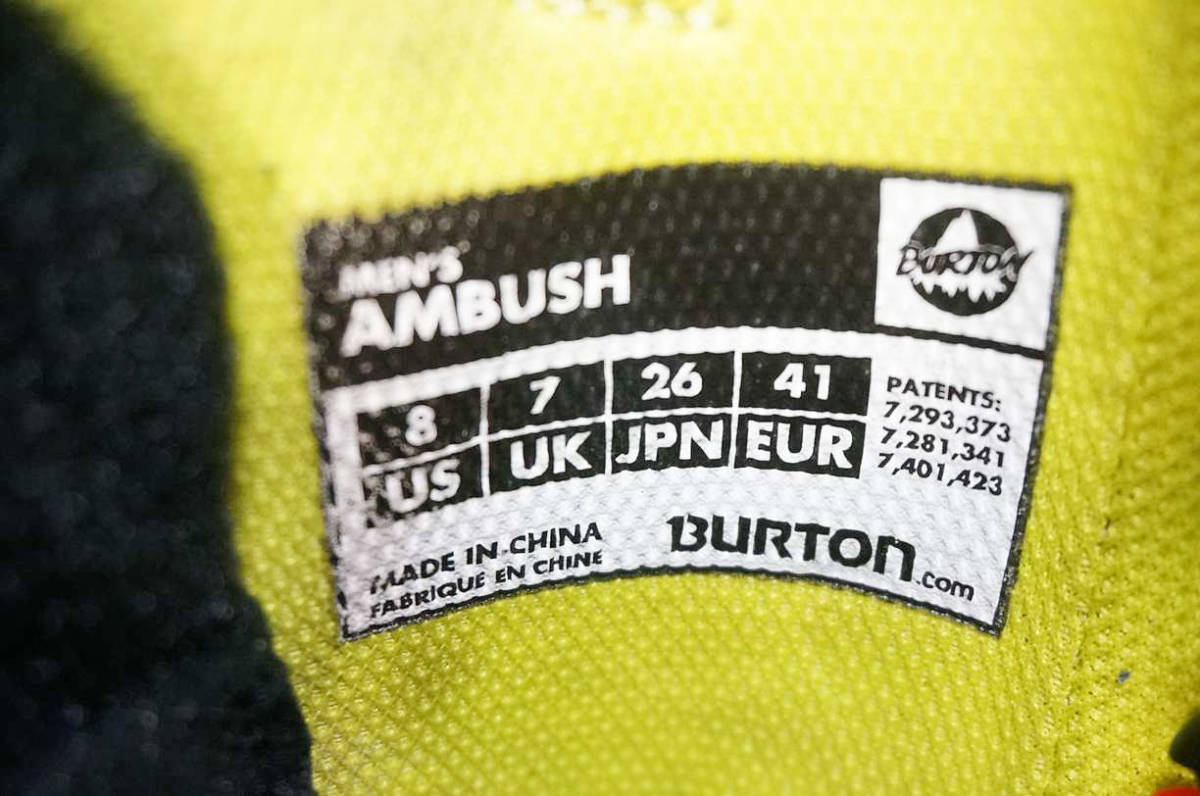 MEN'S
AMBUSH
BURTON
8 7 26 41
US UK JPN EUR
PATENTS:
7,293,373
7,281,341
7,401,423
MADE IN CHINA
FABRIQUÉ EN CHINE
BURTON.com